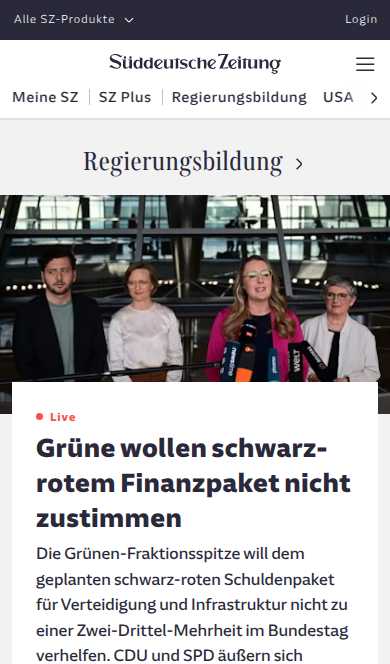 Alle SZ-Produkte
Login
Süddeutsche Zeitung
Meine SZ
SZ Plus
Regierungsbildung
USA
Regierungsbildung
phoenix
welt
Live
Grüne wollen schwarz-
rotem Finanzpaket nicht
zustimmen
Die Grünen-Fraktionsspitze will dem
geplanten schwarz-roten Schuldenpaket
für Verteidigung und Infrastruktur nicht zu
einer Zwei-Drittel-Mehrheit im Bundestag
verhelfen. CDU und SPD äußern sich